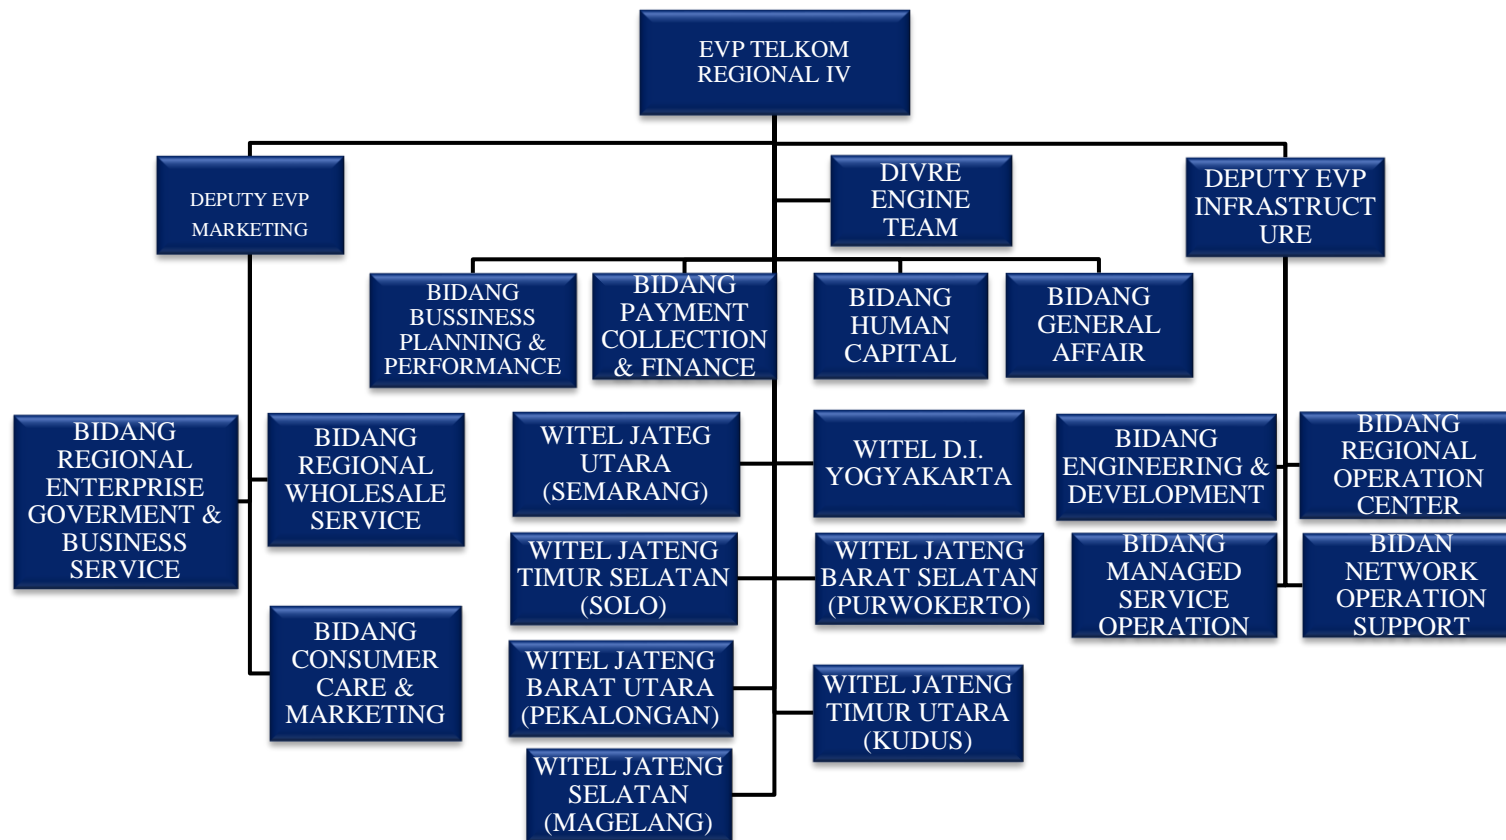 EVP TELKOM
REGIONAL IV
DEPUTY EVP
MARKETING
DIVRE
ENGINE
TEAM
DEPUTY EVP
INFRASTRUCT
URE
BIDANG
BUSSINESS
PLANNING &
PERFORMANCE
BIDANG
PAYMENT
COLLECTION
& FINANCE
BIDANG
HUMAN
CAPITAL
BIDANG
GENERAL
AFFAIR
BIDANG
REGIONAL
ENTERPRISE
GOVERMENT &
BUSINESS
SERVICE
BIDANG
REGIONAL
WHOLESALE
SERVICE
WITEL JATEG
UTARA
(SEMARANG)
WITEL D.I.
YOGYAKARTA
BIDANG
ENGINEERING &
DEVELOPMENT
BIDANG
REGIONAL
OPERATION
CENTER
WITEL JATENG
TIMUR SELATAN
(SOLO)
WITEL JATENG
BARAT SELATAN
(PURWOKERTO)
BIDANG
MANAGED
SERVICE
OPERATION
BIDAN
NETWORK
OPERATION
SUPPORT
BIDANG
CONSUMER
CARE &
MARKETING
WITEL JATENG
BARAT UTARA
(PEKALONGAN)
WITEL JATENG
TIMUR UTARA
(KUDUS)
WITEL JATENG
SELATAN
(MAGELANG)